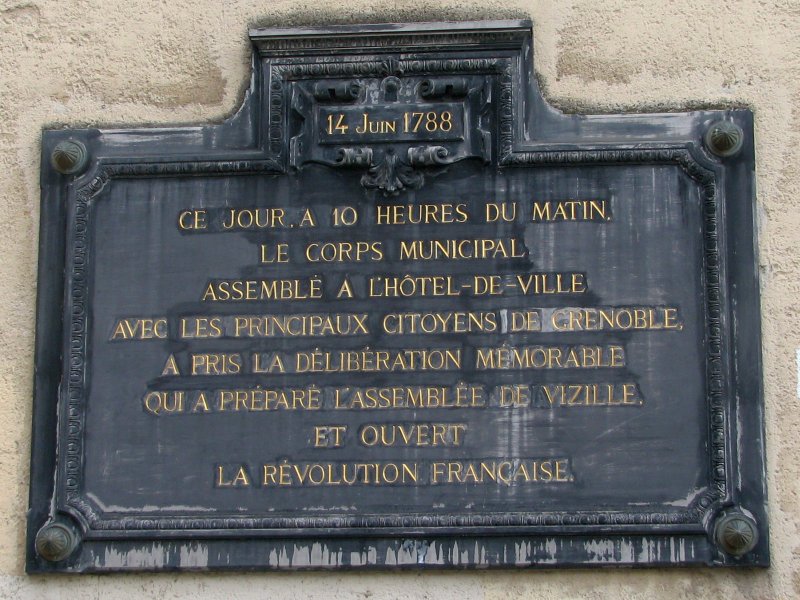 14 JUIN 1788
CE JOUR, A 10 HEURES DU MATIN,
LE CORPS MUNICIPAL
ASSEMBLÉ A L'HÔTEL-DE-VILLE
AVEC LES PRINCIPAUX CITOYENS DE GRENOBLE,
A PRIS LA DÉLIBÉRATION MÉMORABLE
QUI A PRÉPARÉ L'ASSEMBLÉE DE VIZILLE,
ET OUVERT
LA RÉVOLUTION FRANÇAISE.